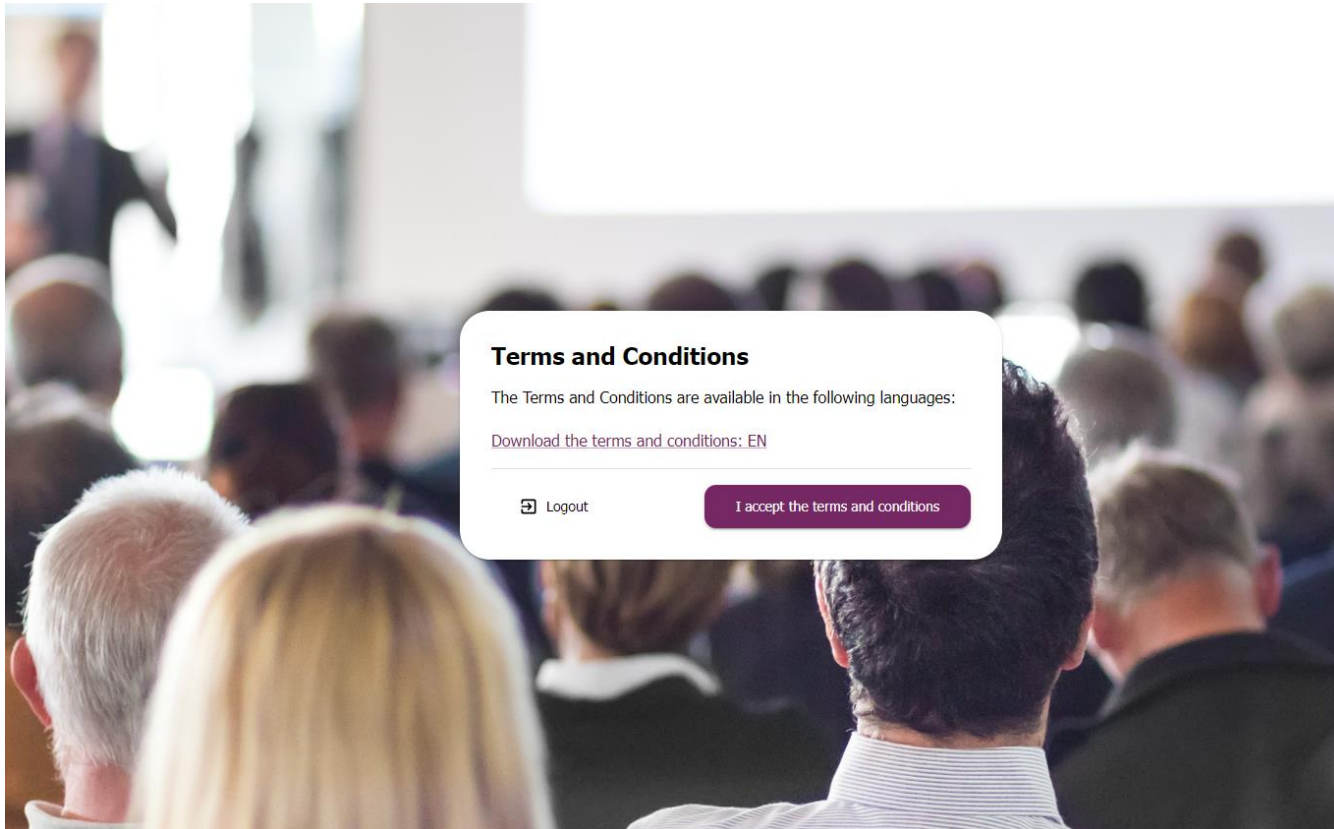 Terms and Conditions
The Terms and Conditions are available in the following languages:
Download the terms and conditions: EN
Logout
I accept the terms and conditions